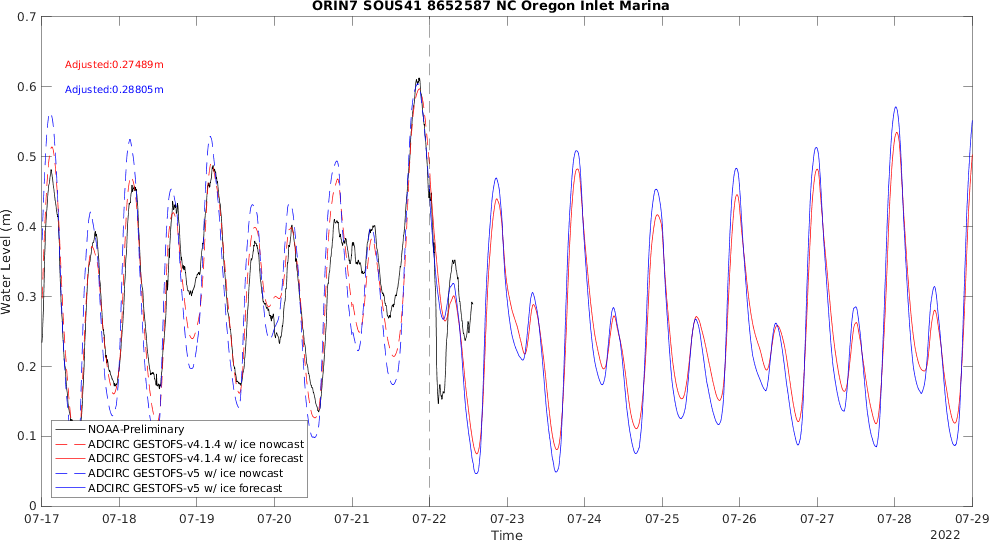 ORIN7 SOUS41 8652587 NC Oregon Inlet Marina
Adjusted:0.27489m
Adjusted:0.28805m
Water Level (m)
0.7
0.6
0.5
0.4
0.3
0.2
0.1
0
NOAA-Preliminary
ADCIRC GESTOFS-v4.1.4 w/ ice nowcast
ADCIRC GESTOFS-v4.1.4 w/ ice forecast
ADCIRC GESTOFS-v5 w/ ice nowcast
ADCIRC GESTOFS-v5 w/ ice forecast
07-17 07-18 07-19 07-20 07-21 07-22 07-23 07-24 07-25 07-26 07-27 07-28 07-29
Time
2022